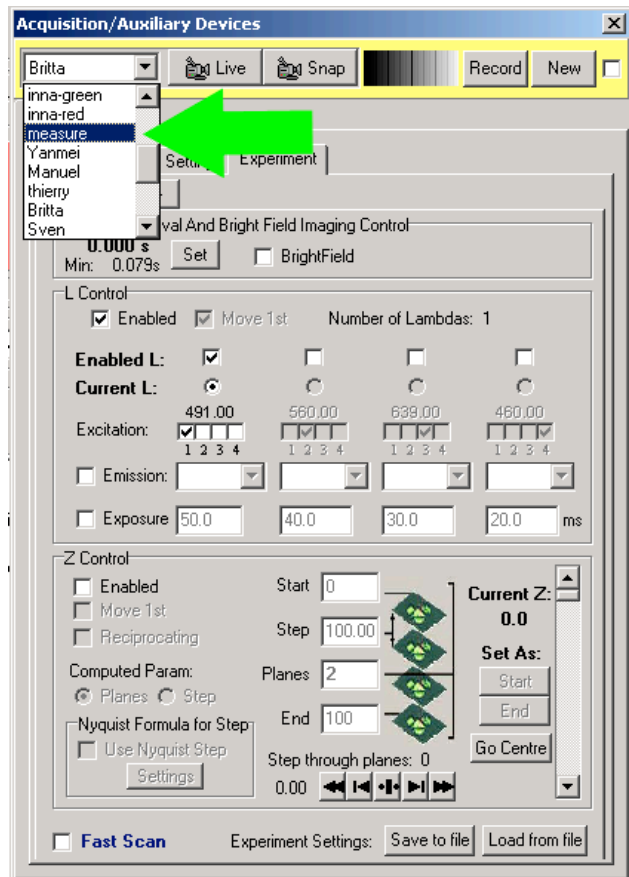 Acquisition/Auxiliary Devices
Britta Live Snap Record New
inna-green
inna-red
measure
Yanmei
Manuel
thierry
Britta
Sven
Experiment
val And Bright Field Imaging Control
0.000 s
Min: 0.079s Set BrightField
L Control
Enabled Move 1st Number of Lambdas: 1
Enabled L:
Current L:
491.00 560.00 639.00 460.00
Excitation:
1 2 3 4 1 2 3 4 1 2 3 4 1 2 3 4
Emission:
Exposure 50.0 40.0 30.0 20.0 ms
Z Control
Enabled Start 0 Current Z:
Move 1st 0.0
Reciprocating Step 100.00 Set As:
Computed Param: Planes 2 Start
Planes Step End 100 End
Nyquist Formula for Step
Use Nyquist Step Go Centre
Settings Step through planes: 0
0.00
Fast Scan Experiment Settings: Save to file Load from file